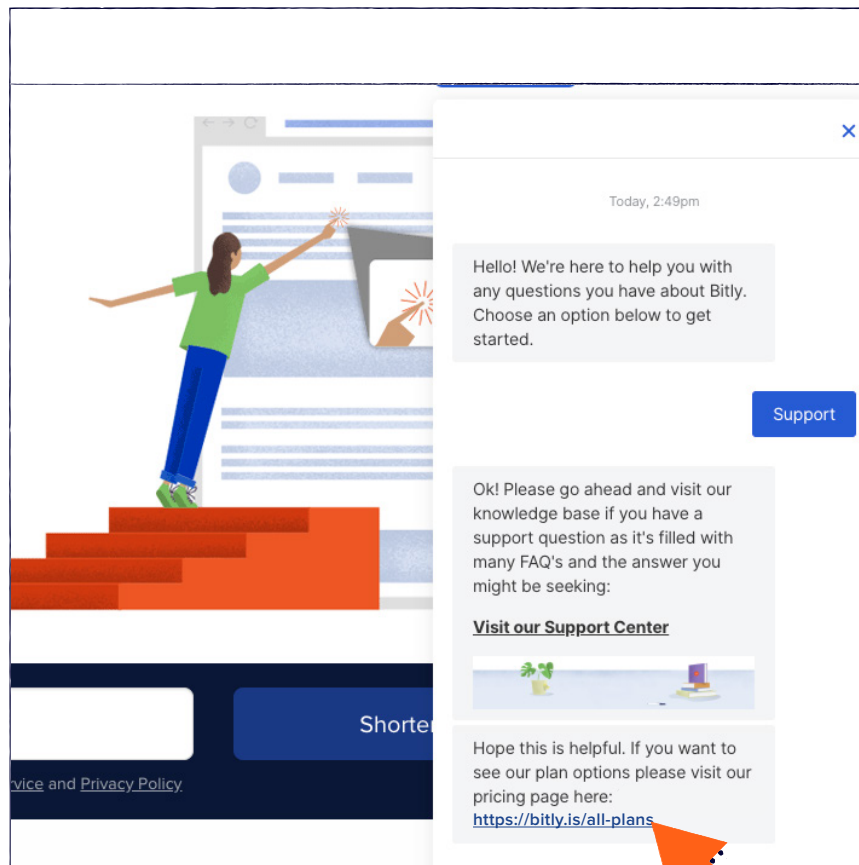 Today, 2:49pm
Hello! We're here to help you with
any questions you have about Bitly.
Choose an option below to get
started.
Support
Ok! Please go ahead and visit our
knowledge base if you have a
support question as it's filled with
many FAQ's and the answer you
might be seeking:
Visit our Support Center
Hope this is helpful. If you want to
see our plan options please visit our
pricing page here:
https://bitly.is/all-plans
Shorte
and Privacy Policy